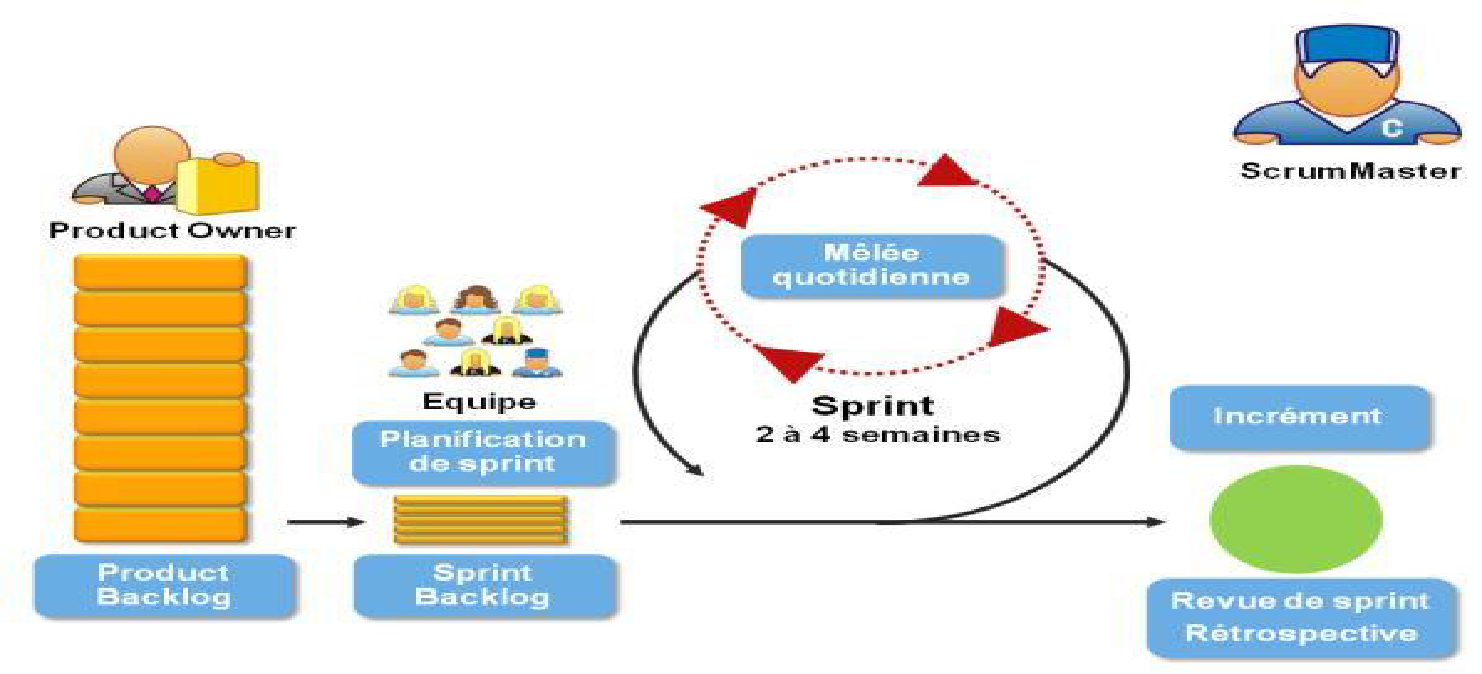 C
ScrumMaster
Product Owner
Mêlée
quotidienne
Equipe
Sprint
2 à 4 semaines
Planification
de sprint
Incrément
Product
Backlog
Sprint
Backlog
Revue de sprint
Rétrospective